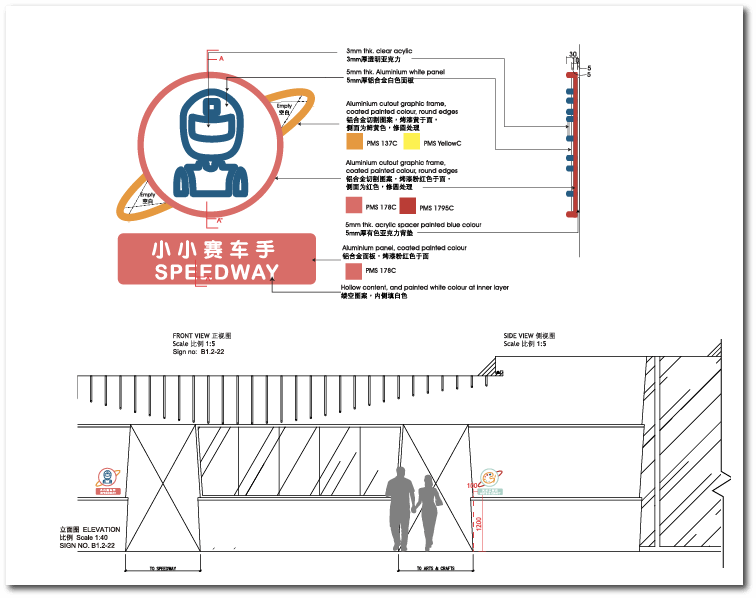 3mm thk. clear acylic
3mm厚透明亚克力
5mm thk. Aluminium white panel
5mm厚铝合金白色面板
Aluminium cutout graphic frame,
coated painted colour, round edges
铝合金切割图案，烤漆黄于面，
侧面为鲜黄色，修圆处理
PMS 137C
PMS YellowC
Aluminium cutout graphic frame,
coated painted colour, round edges
铝合金切割图案，烤漆粉红色于面，
侧面为红色，修圆处理
PMS 178C
PMS 1795C
5mm thk. acrylic spacer painted blue colour
5mm厚有色亚克力背垫
Aluminium panel, coated painted colour
铝合金面板，烤漆粉红色于面
PMS 178C
Hollow content, and painted white colour at inner layer
镂空图案，内侧填白色
A
Empty
空白
Empty
空白
A'
小小赛车手
SPEEDWAY
30
10
5
5
FRONT VIEW 正视图
Scale 比例 1:5
Sign no: B1.2-22
SIDE VIEW 侧视图
Scale 比例 1:5
立面图 ELEVATION
比例 Scale 1:40
SIGN NO. B1.2-22
100
1200
TO SPEEDWAY
TO ARTS & CRAFTS